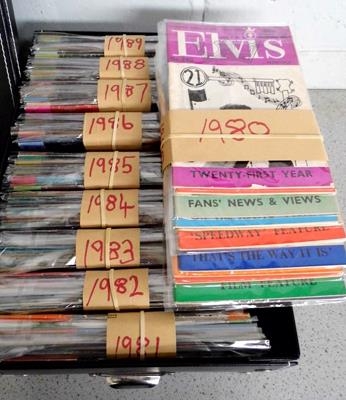 1989
1988
1987
1986
1985
1984
1983
1982
1981
Elvis
21
1980
TWENTY-FIRST YEAR
FANS' NEWS & VIEWS
'SPEEDWAY' FEATURE
'THAT'S THE WAY IT IS'
FILM FEATURE